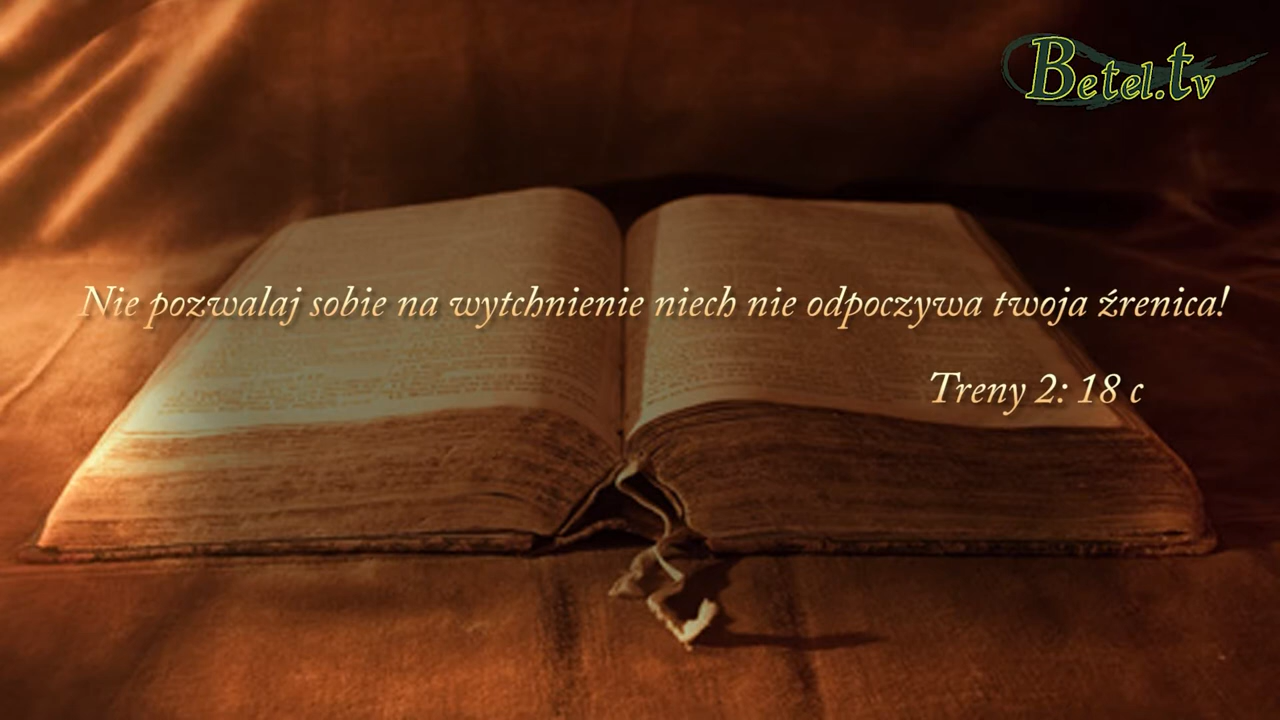 Betel.tv
Nie pozwalaj sobie na wytchnienie niech nie odpoczywa twoja źrenica!
Treny 2: 18 c